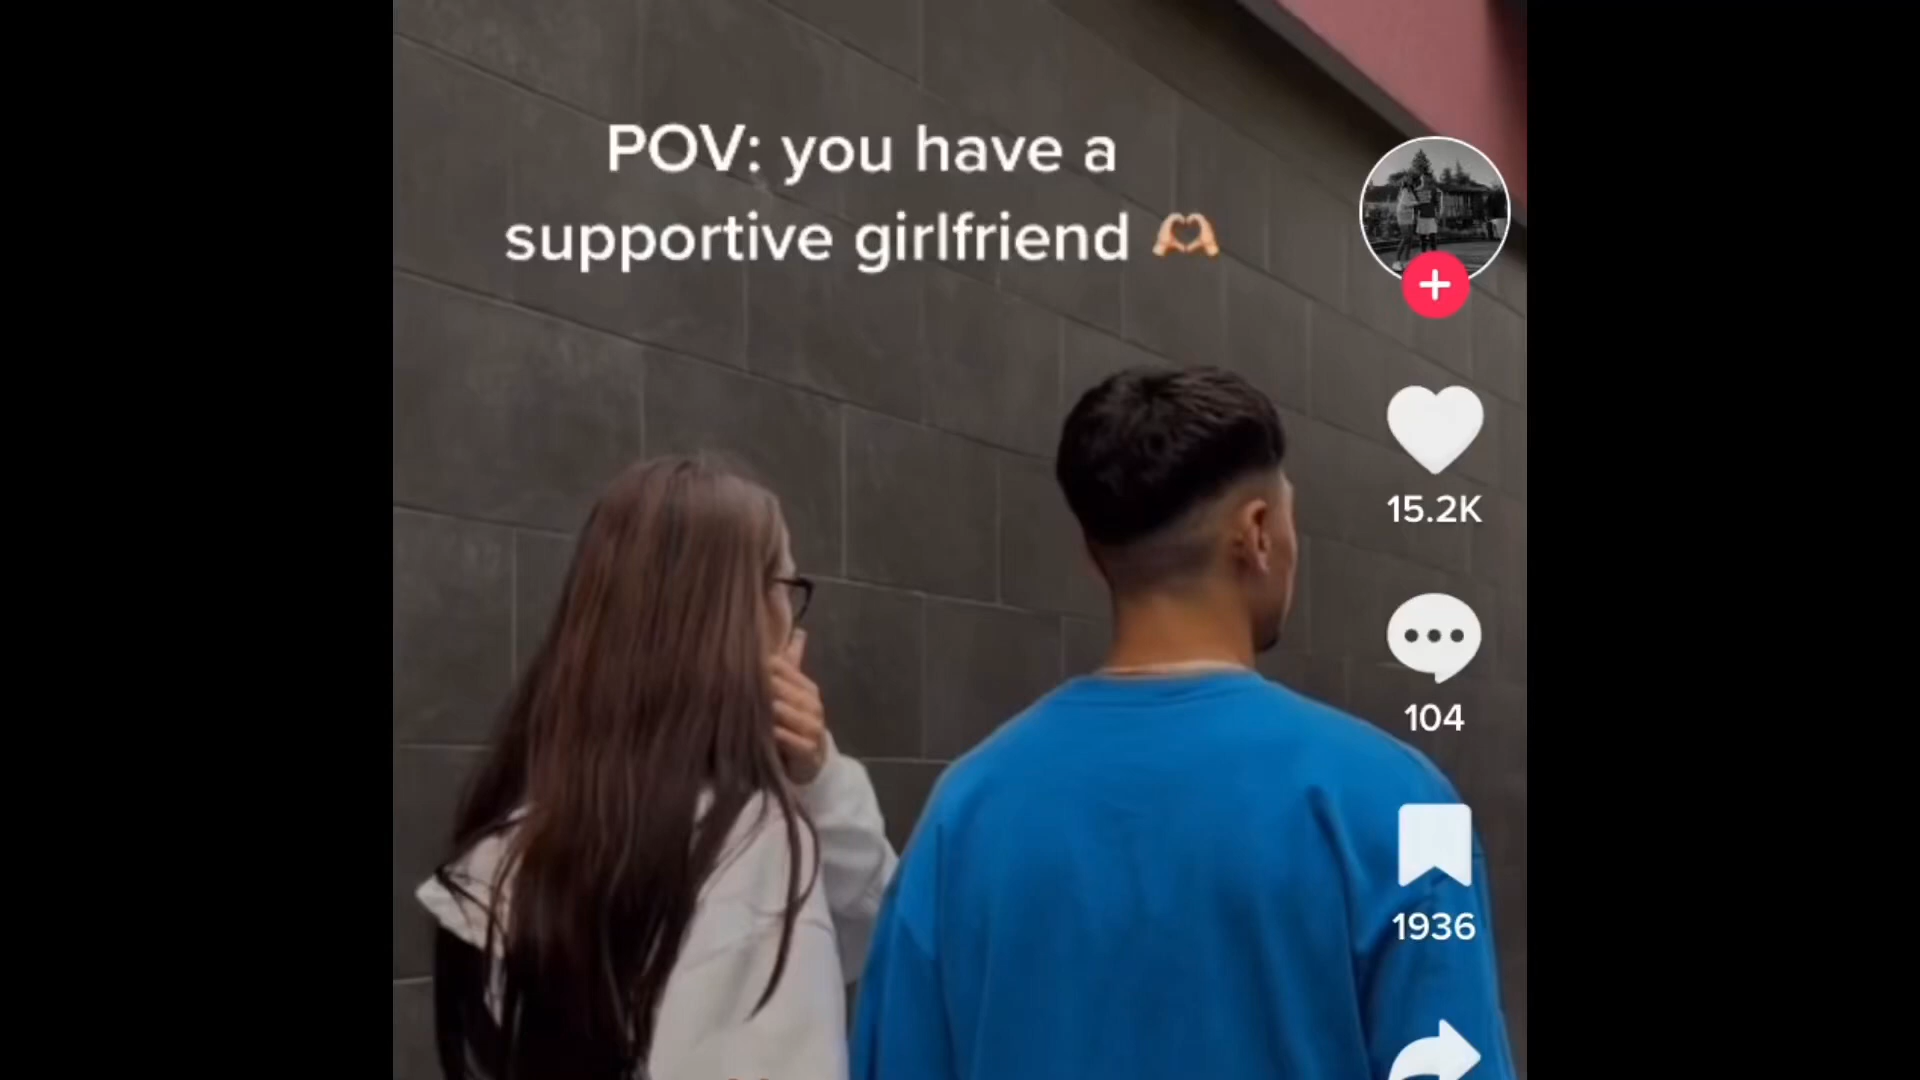 POV: you have a
supportive girlfriend 🫶🏼
15.2K
104
1936